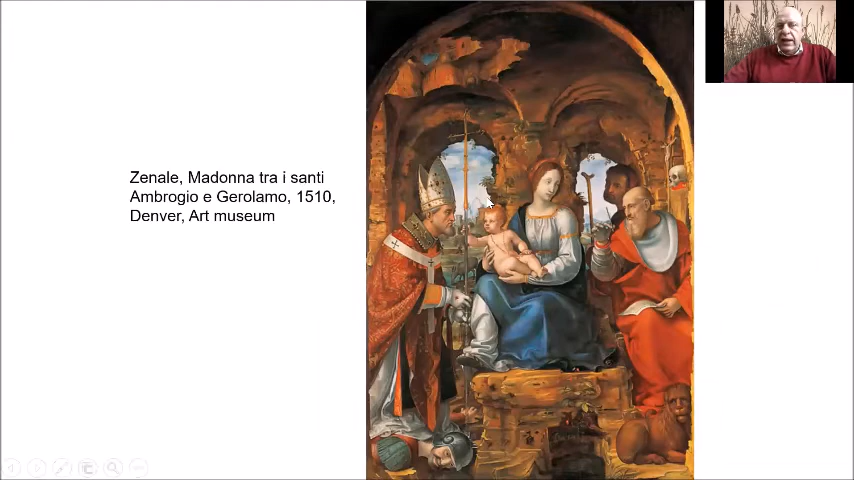 Zenale, Madonna tra i santi
Ambrogio e Gerolamo, 1510,
Denver, Art museum